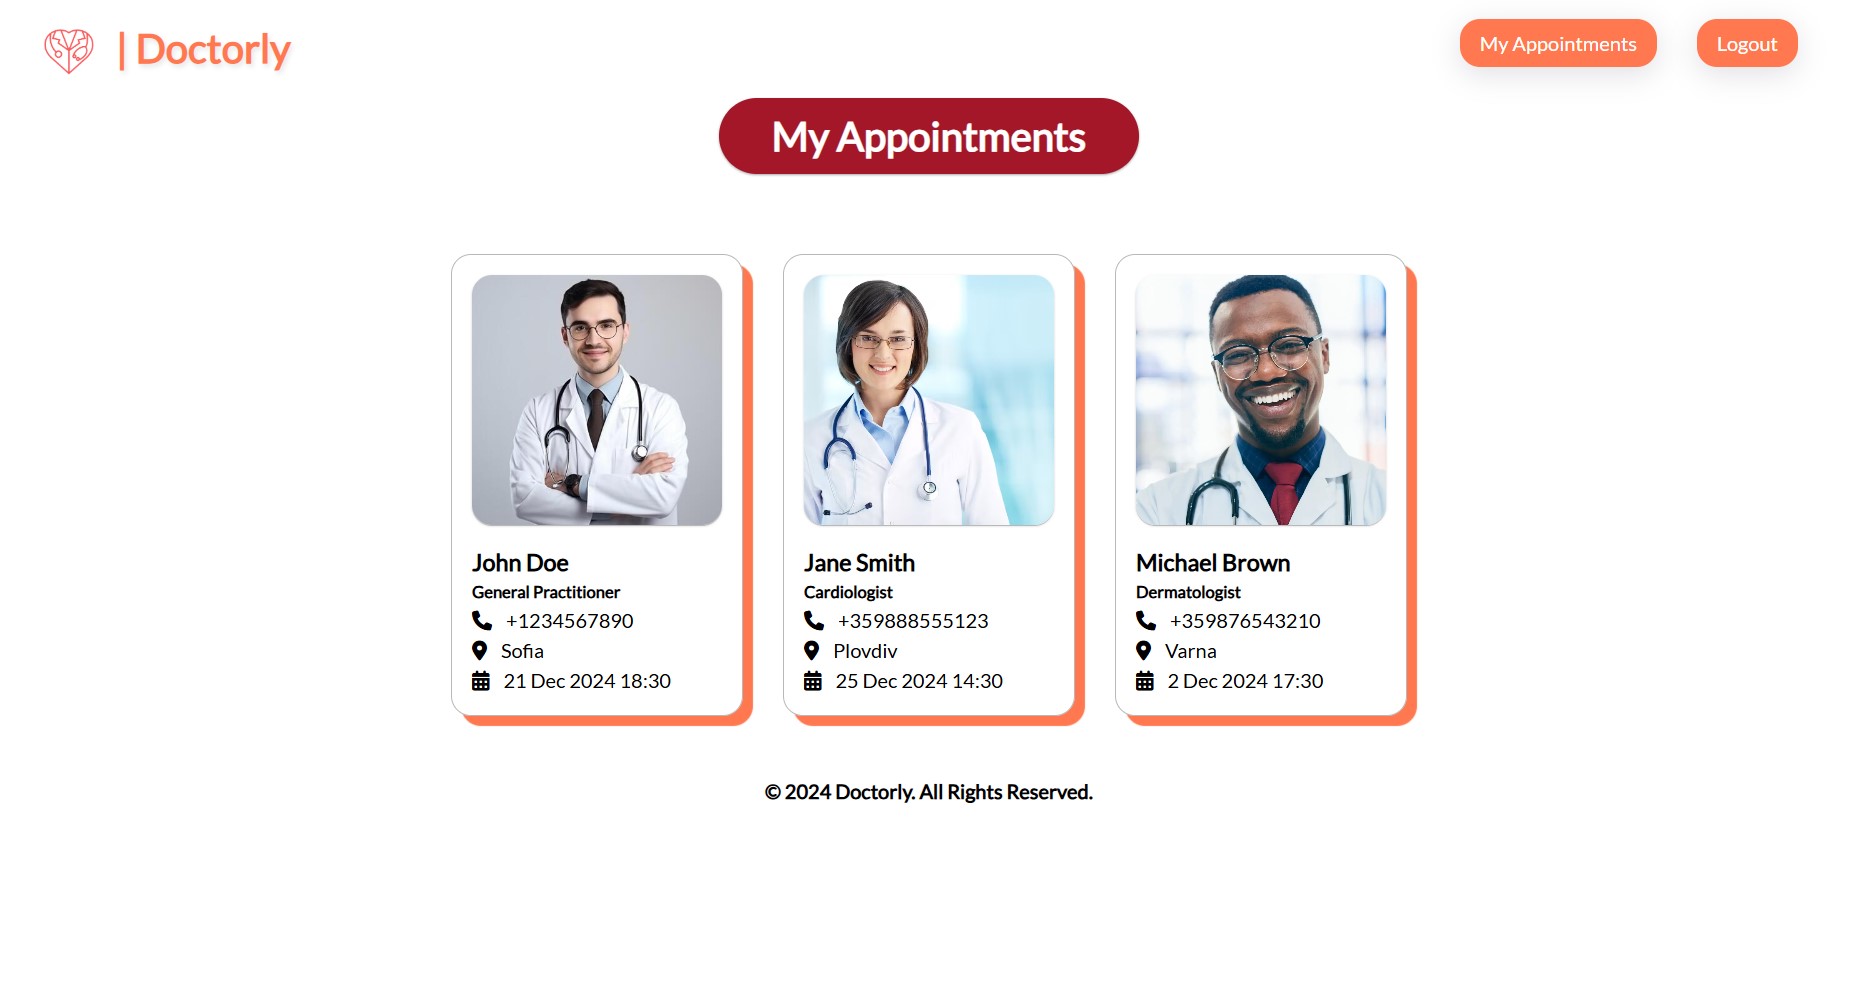 | Doctorly
My Appointments
Logout
My Appointments
John Doe
General Practitioner
+1234567890
Sofia
21 Dec 2024 18:30
Jane Smith
Cardiologist
+359888555123
Plovdiv
25 Dec 2024 14:30
Michael Brown
Dermatologist
+359876543210
Varna
2 Dec 2024 17:30
© 2024 Doctorly. All Rights Reserved.